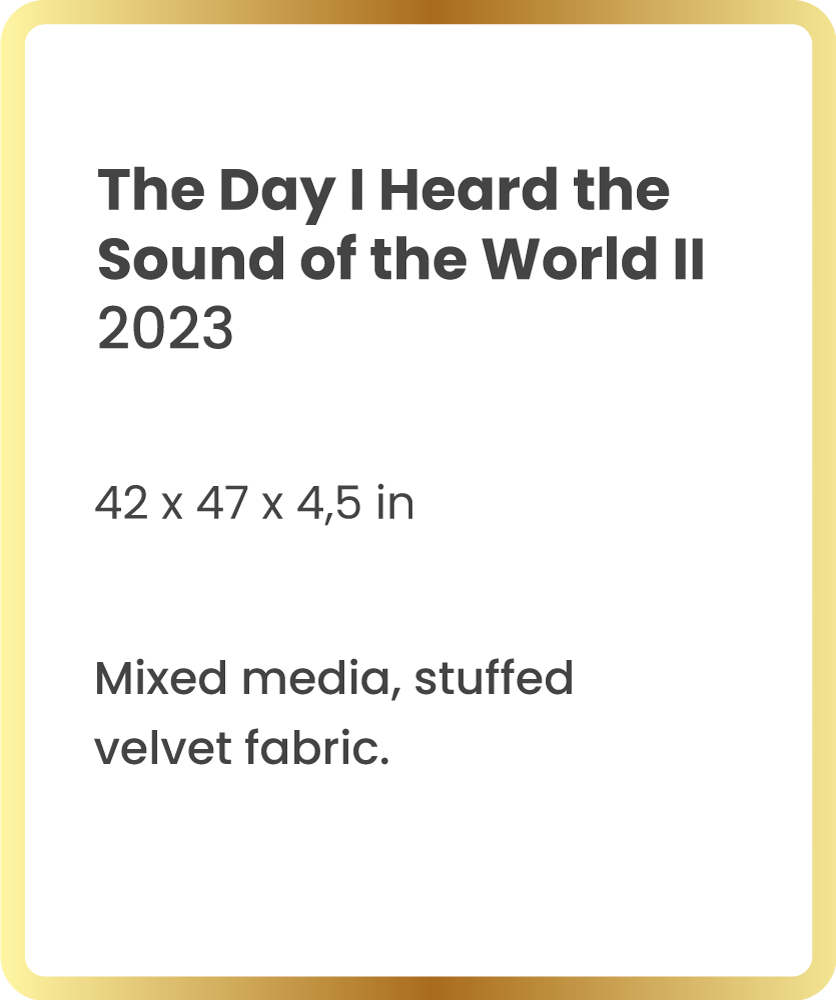 The Day I Heard the
Sound of the World II
2023
42 x 47 x 4,5 in
Mixed media, stuffed
velvet fabric.